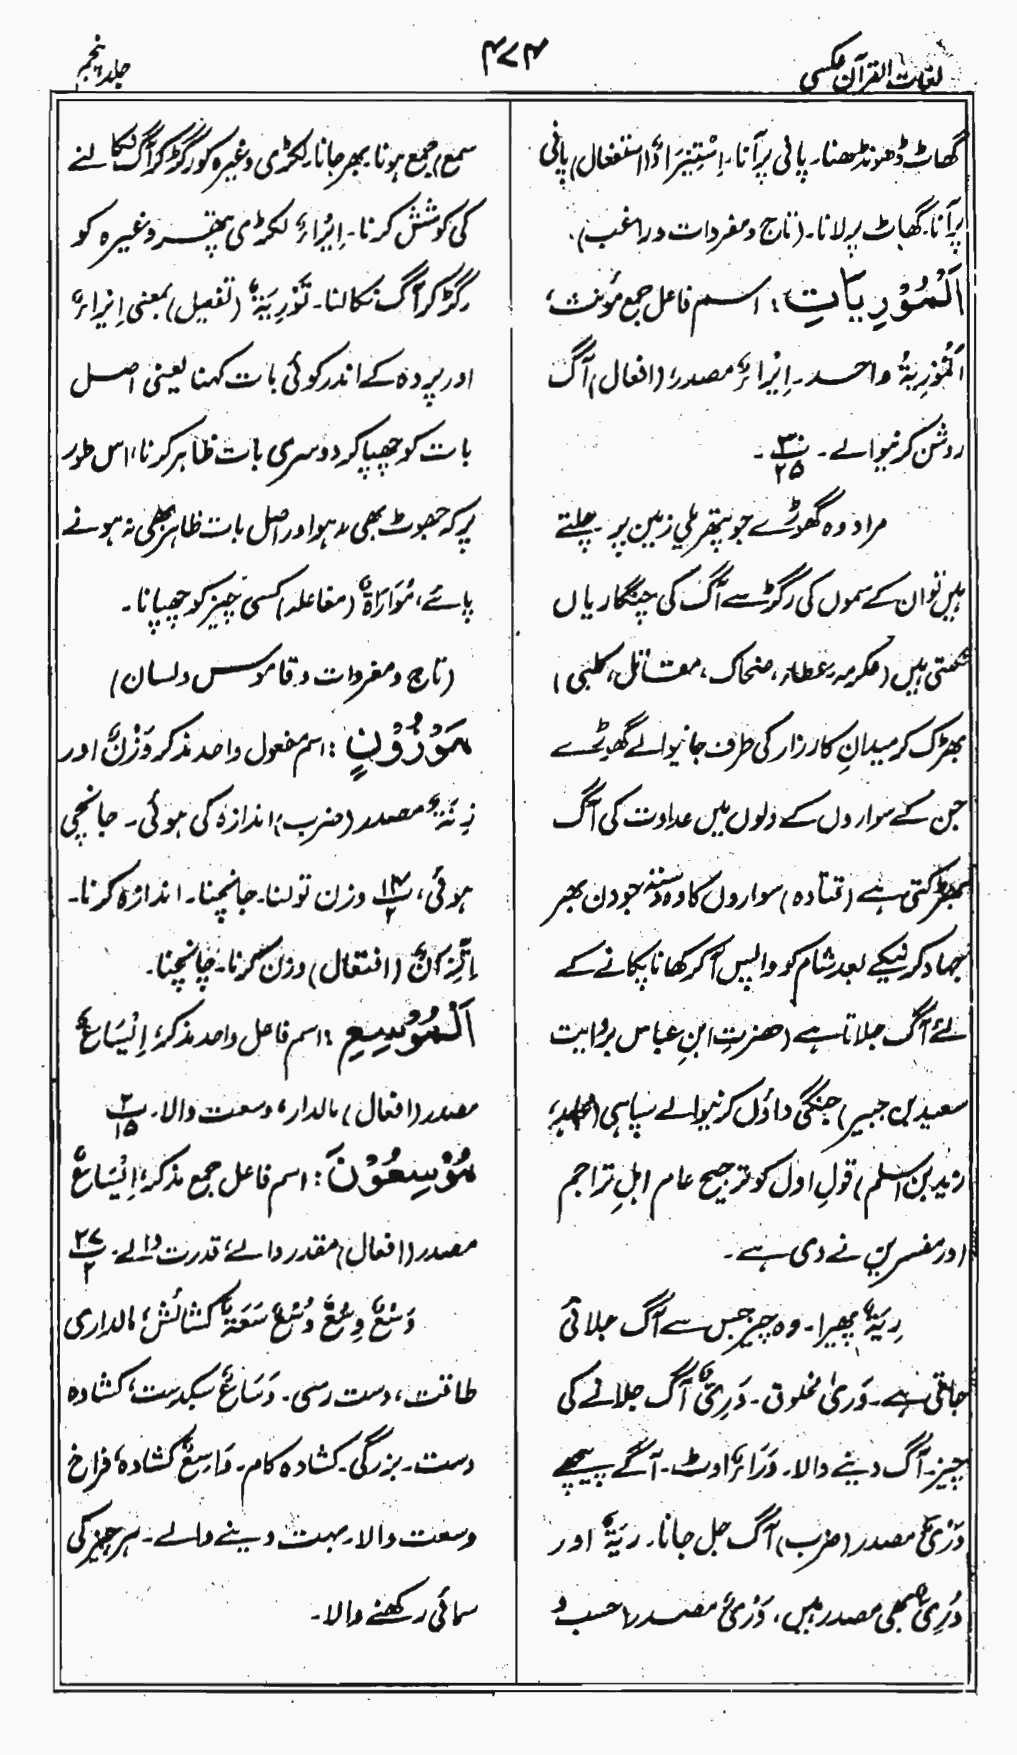 لغات القرآن عکسی
۴۷۴
جلد پنجم
گھاٹ ڈھونڈھنا۔ پانی پر آنا۔ اِسْتِیْرَادٌ (استفعال) پانی
پر آنا۔ گھاٹ پر لانا۔ (تاج و مفردات و راغب)۔
اَلْمُوْرِیَاتِ: اسم فاعل جمع مؤنث،
اَلْمُوْرِیَۃُ واحد۔ اِیْرَاءٌ مصدر؛ (افعال) آگ
روشن کرنیوالے۔ پ۳۰/۲۵۔
مراد وہ گھوڑے جو پتھریلی زمین پر چلتے
ہیں تو ان کے سموں کی رگڑ سے آگ کی چنگاریاں
نکلتی ہیں (عکرمہ، عطاء، ضحاک، مقاتل، کلبی)
بھڑک کر میدانِ کارزار کی طرف جانیوالے گھوڑے
جن کے سواروں کے دلوں میں عداوت کی آگ
بھڑکتی ہے (قتادہ) سواروں کا وہ دستہ جو دن بھر
جہاد کرنیکے بعد شام کو واپس آکر کھانا پکانے کے
لئے آگ جلاتا ہے (حضرت ابنِ عباس بروایت
سعید بن جبیر) جنگی داؤں کرنیوالے سپاہی (مجاہد،
زید بن اسلم) قول اول کو ترجیح عام اہلِ تراجم
اور مفسرین نے دی ہے۔
رِیَۃٌ پھیرا۔ وہ چیز جس سے آگ جلائی
جاتی ہے۔ وَرٰی مخلوق۔ وَرِیٌّ آگ جلانے کی
چیز۔ آگ دینے والا۔ وَرَاءٌ اوٹ۔ آگے پیچھے
وَرْیٌ مصدر (ضرب) آگ جل جانا۔ رِیَۃٌ اور
وُرِیٌّ بھی مصدر ہیں، وَرْیٌ مصدر (حسب و
سمع) جمع ہونا بھر جانا۔ لکڑی وغیرہ کو رگڑ کر آگ نکالنے
کی کوشش کرنا۔ اِیْرَاءٌ لکڑی پتھر وغیرہ کو
رگڑ کر آگ نکالنا۔ تَوْرِیَۃٌ (تفعیل) بمعنی اِیْرَاءٌ
اور پردہ کے اندر کوئی بات کہنا یعنی اصل
بات کو چھپا کر دوسری بات ظاہر کرنا، اس طور
پر کہ جھوٹ بھی نہ ہو اور اصل بات ظاہر بھی نہ ہونے
پائے، مُوَارَاۃٌ (مفاعلہ) کسی چیز کو چھپانا۔
(تاج و مفردات و قاموس و لسان)
مَوْزُوْنٍ: اسم مفعول واحد مذکر وَزْنٌ اور
زِنَۃٌ مصدر (ضرب) اندازہ کی ہوئی۔ جانچی
ہوئی، پ۱۴/۲ وزن تولنا۔ جانچنا۔ اندازہ کرنا۔
اِتِّزَانٌ (افتعال) وزن کرنا۔ جانچنا۔
اَلْمُوْسِعِ: اسم فاعل واحد مذکر؛ اِیْسَاعٌ
مصدر (افعال) مالدار، وسعت والا۔ پ۲/۱۵
مُوْسِعُوْنَ: اسم فاعل جمع مذکر؛ اِیْسَاعٌ
مصدر (افعال) مقدر والے، قدرت والے۔ پ۲۷/۲
وَسْعٌ وِسْعٌ وُسْعٌ سَعَۃٌ کشائش، مالداری
طاقت، دست رسی۔ وَسَاعٌ سبکدست، کشادہ
دست۔ بزرگی۔ کشادہ کام۔ وَاسِعٌ کشادہ، فراخ
وسعت والا۔ بہت دینے والے۔ ہر چیز کی
سمائی رکھنے والا۔